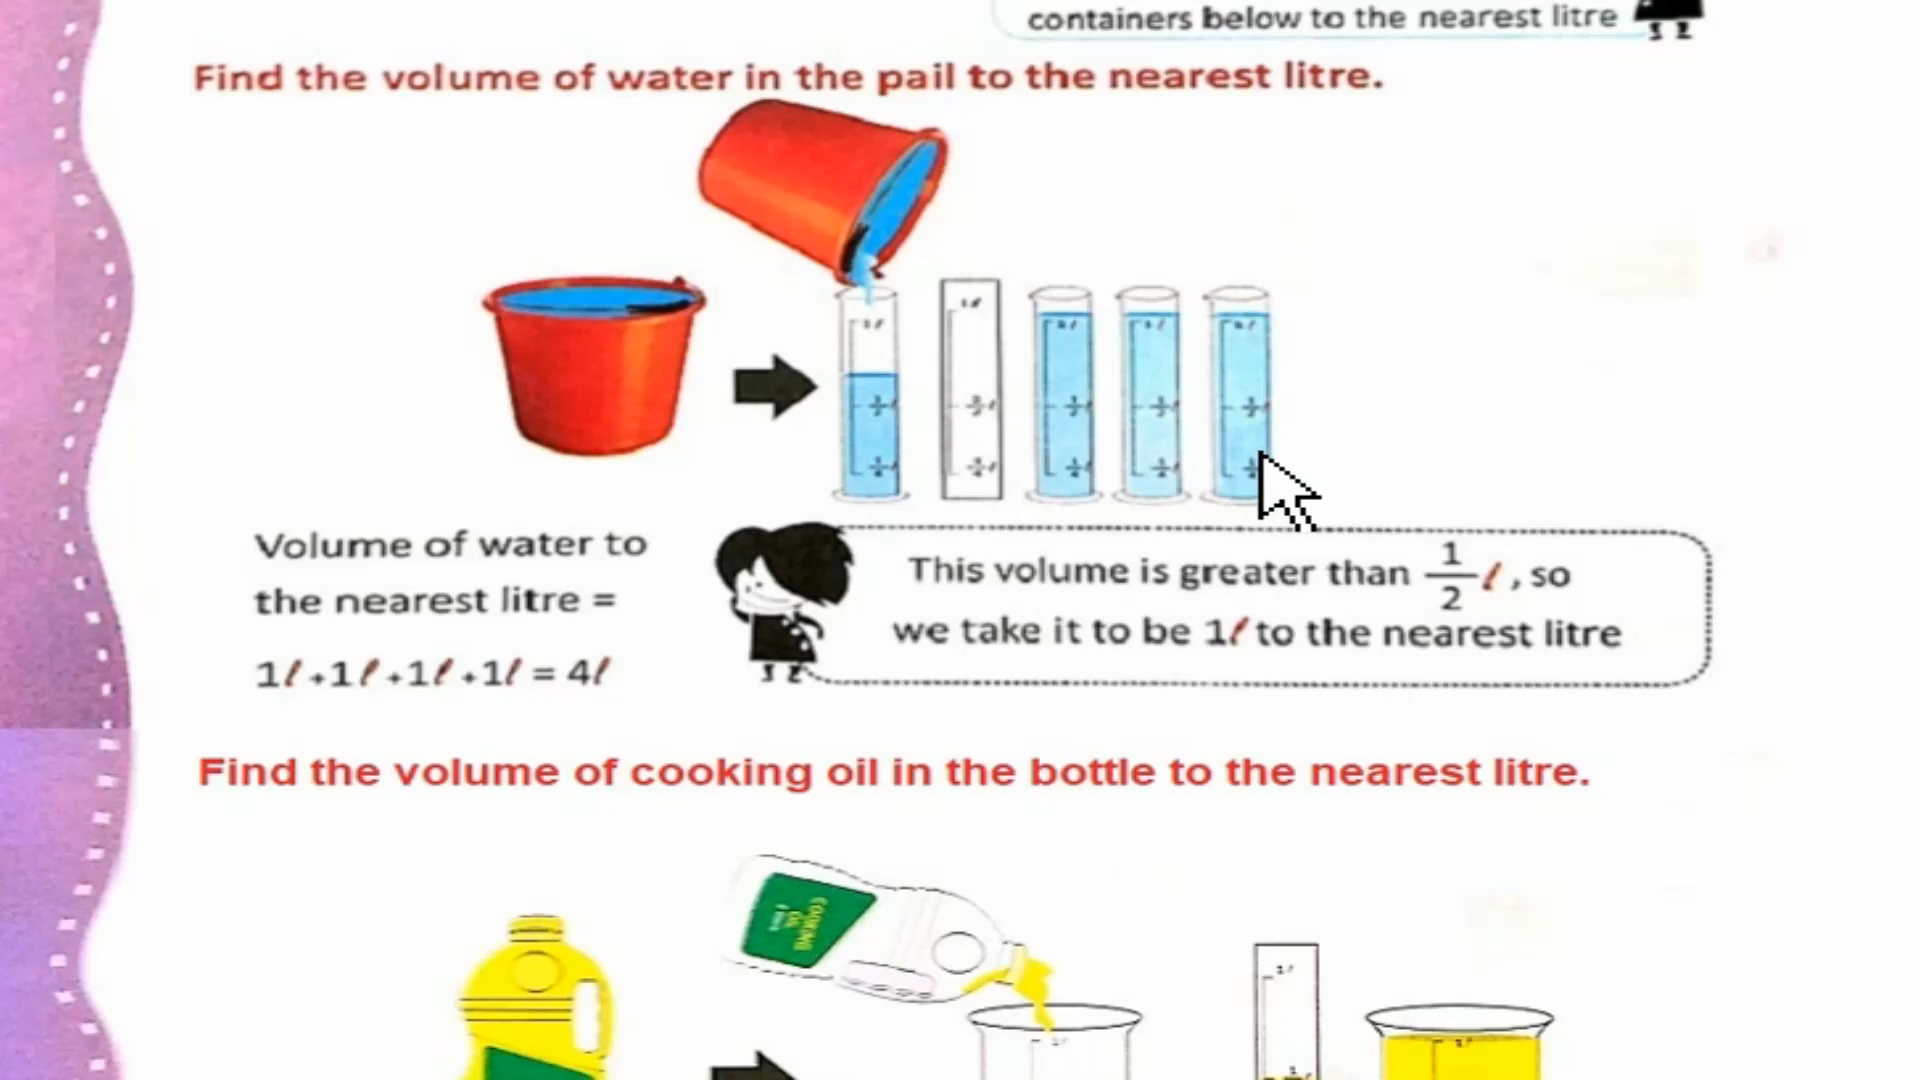 containers below to the nearest litre
Find the volume of water in the pail to the nearest litre.
1ℓ
Volume of water to
the nearest litre =
1ℓ+1ℓ+1ℓ+1ℓ = 4ℓ
This volume is greater than 1/2 ℓ, so
we take it to be 1ℓ to the nearest litre
Find the volume of cooking oil in the bottle to the nearest litre.
COOKING
OIL